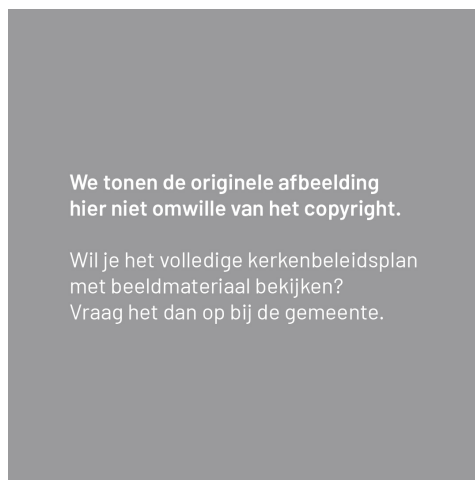 We tonen de originele afbeelding
hier niet omwille van het copyright.
Wil je het volledige kerkenbeleidsplan
met beeldmateriaal bekijken?
Vraag het dan op bij de gemeente.